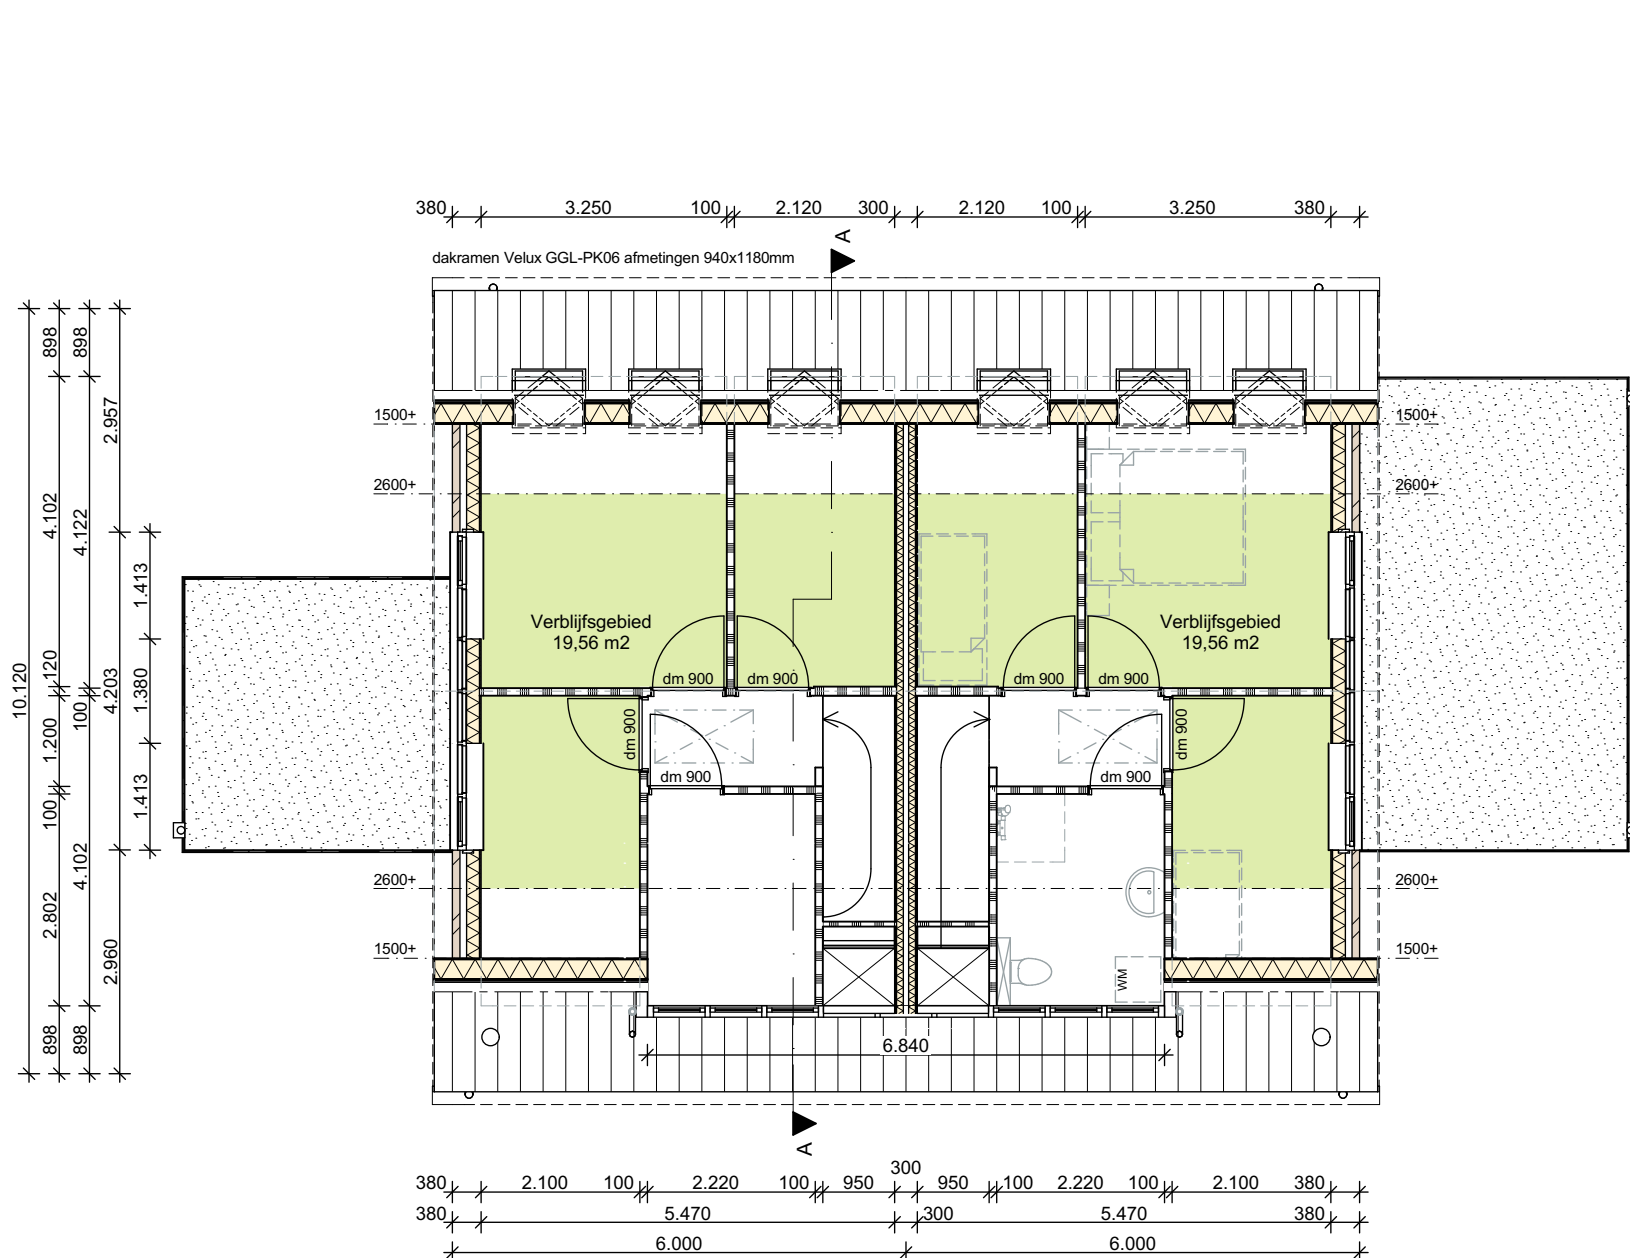 380 3.250 100 2.120 300 2.120 100 3.250 380
A
dakramen Velux GGL-PK06 afmetingen 940x1180mm
10.120
898 4.102 120 1.200 100 2.802 898
898 4.122 100 4.102 898
2.957 4.203 2.960
1.413 1.380 1.413
1500+ 1500+
2600+ 2600+
Verblijfsgebied
19,56 m2
Verblijfsgebied
19,56 m2
dm 900 dm 900 dm 900 dm 900
dm 900 dm 900
dm 900 dm 900
2600+ 2600+
1500+ 1500+
WM
6.840
A
300
380 2.100 100 2.220 100 950 950 100 2.220 100 2.100 380
380 5.470 300 5.470 380
6.000 6.000